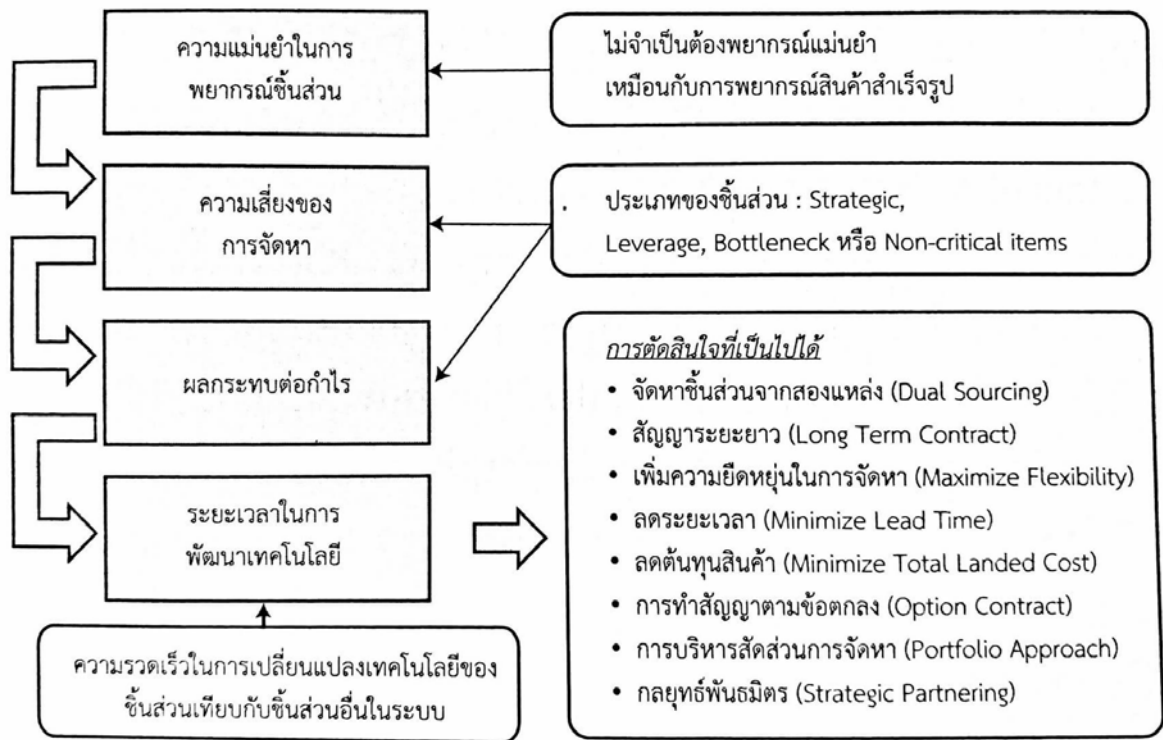 ความแม่นยำในการ
พยากรณ์ชิ้นส่วน
ไม่จำเป็นต้องพยากรณ์แม่นยำ
เหมือนกับการพยากรณ์สินค้าสำเร็จรูป
ความเสี่ยงของ
การจัดหา
ประเภทของชิ้นส่วน : Strategic,
Leverage, Bottleneck หรือ Non-critical items
ผลกระทบต่อกำไร
ระยะเวลาในการ
พัฒนาเทคโนโลยี
ความรวดเร็วในการเปลี่ยนแปลงเทคโนโลยีของ
ชิ้นส่วนเทียบกับชิ้นส่วนอื่นในระบบ
การตัดสินใจที่เป็นไปได้
• จัดหาชิ้นส่วนจากสองแหล่ง (Dual Sourcing)
• สัญญาระยะยาว (Long Term Contract)
• เพิ่มความยืดหยุ่นในการจัดหา (Maximize Flexibility)
• ลดระยะเวลา (Minimize Lead Time)
• ลดต้นทุนสินค้า (Minimize Total Landed Cost)
• การทำสัญญาตามข้อตกลง (Option Contract)
• การบริหารสัดส่วนการจัดหา (Portfolio Approach)
• กลยุทธ์พันธมิตร (Strategic Partnering)